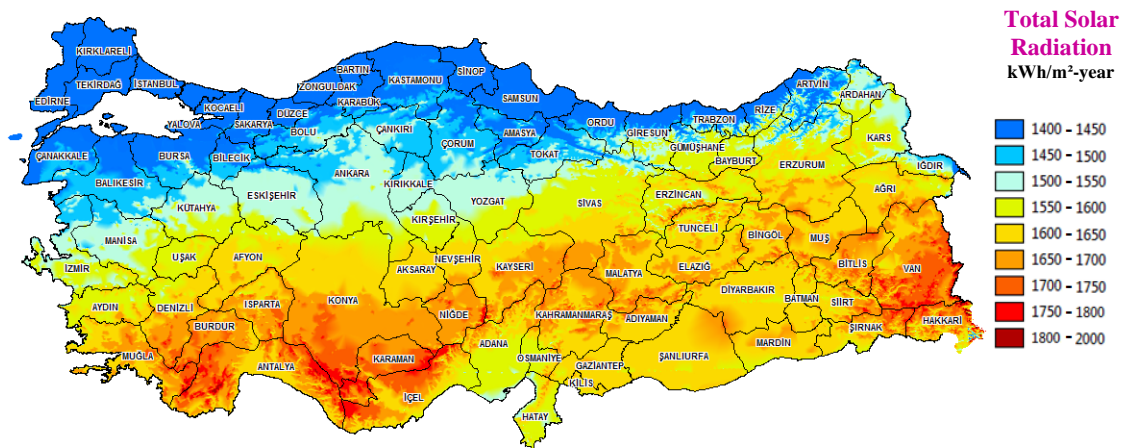 Total Solar
Radiation
kWh/m²-year
1400 - 1450
1450 - 1500
1500 - 1550
1550 - 1600
1600 - 1650
1650 - 1700
1700 - 1750
1750 - 1800
1800 - 2000
KIRKLARELİ
TEKİRDAĞ
İSTANBUL
EDİRNE
KOCAELİ
YALOVA
SAKARYA
DÜZCE
ZONGULDAK
BARTIN
KARABÜK
KASTAMONU
SİNOP
SAMSUN
ORDU
GİRESUN
TRABZON
RİZE
ARTVİN
ARDAHAN
KARS
IĞDIR
ÇANAKKALE
BURSA
BİLECİK
BOLU
ÇANKIRI
ÇORUM
AMASYA
TOKAT
GÜMÜŞHANE
BAYBURT
ERZURUM
AĞRI
BALIKESİR
KÜTAHYA
ESKİŞEHİR
ANKARA
KIRIKKALE
KIRŞEHİR
YOZGAT
SİVAS
ERZİNCAN
TUNCELİ
BİNGÖL
MUŞ
BİTLİS
VAN
MANİSA
İZMİR
UŞAK
AFYON
AKSARAY
NEVŞEHİR
KAYSERİ
MALATYA
ELAZIĞ
DİYARBAKIR
BATMAN
SİİRT
ŞIRNAK
HAKKARİ
AYDIN
DENİZLİ
ISPARTA
BURDUR
KONYA
NİĞDE
KAHRAMANMARAŞ
ADIYAMAN
MARDİN
ŞANLIURFA
MUĞLA
ANTALYA
KARAMAN
İÇEL
ADANA
OSMANİYE
GAZİANTEP
KİLİS
HATAY